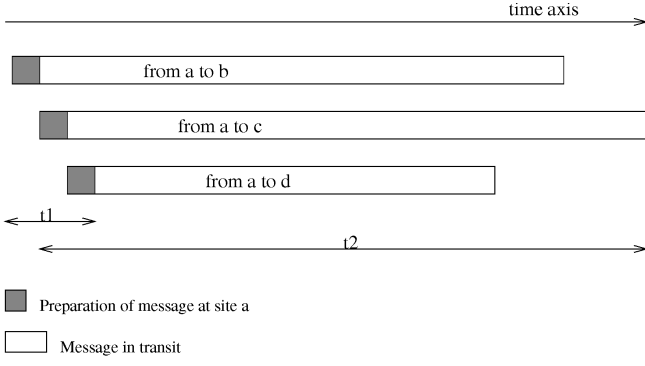 time axis
from a to b
from a to c
from a to d
t1
t2
Preparation of message at site a
Message in transit